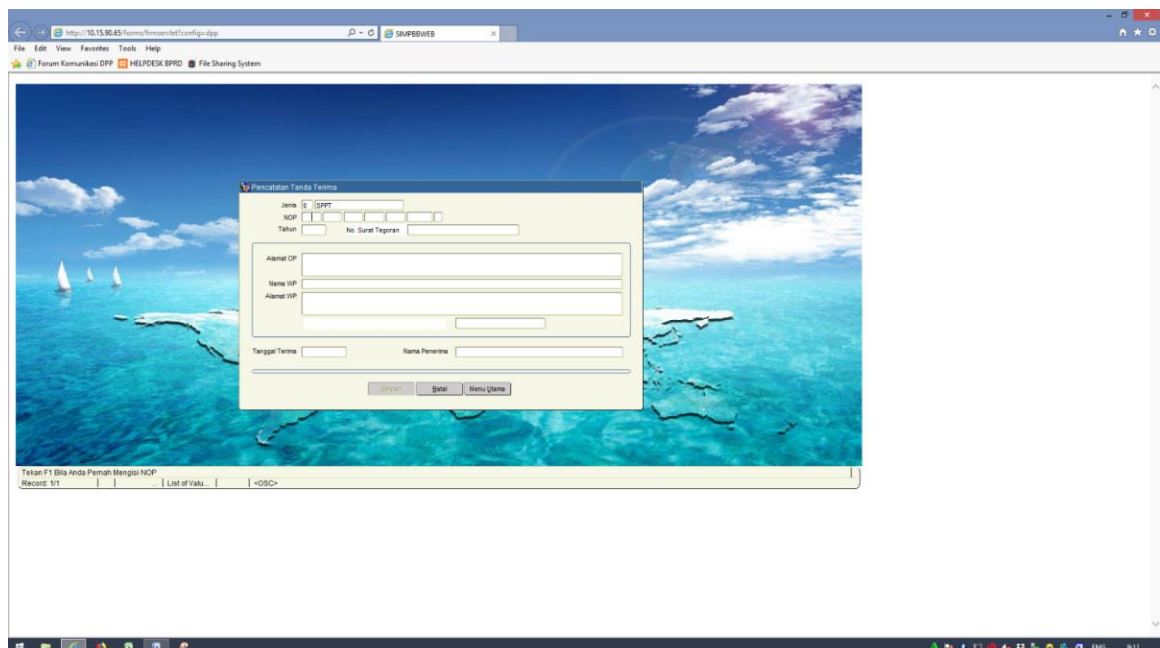 http://10.15.90.65/forms/frmservlet?config=dpp
SIMPBBWEB
File Edit View Favorites Tools Help
Forum Komunikasi DPP HELPDESK BPRD File Sharing System
Pencatatan Tanda Terima
Jenis 0 SPPT
NOP
Tahun No. Surat Tegoran
Alamat OP
Nama WP
Alamat WP
Tanggal Terima Nama Penerima
Simpan Batal Menu Utama
Tekan F1 Bila Anda Pernah Mengisi NOP
Record: 1/1 ... List of Valu... <OSC>
ENG 9:11